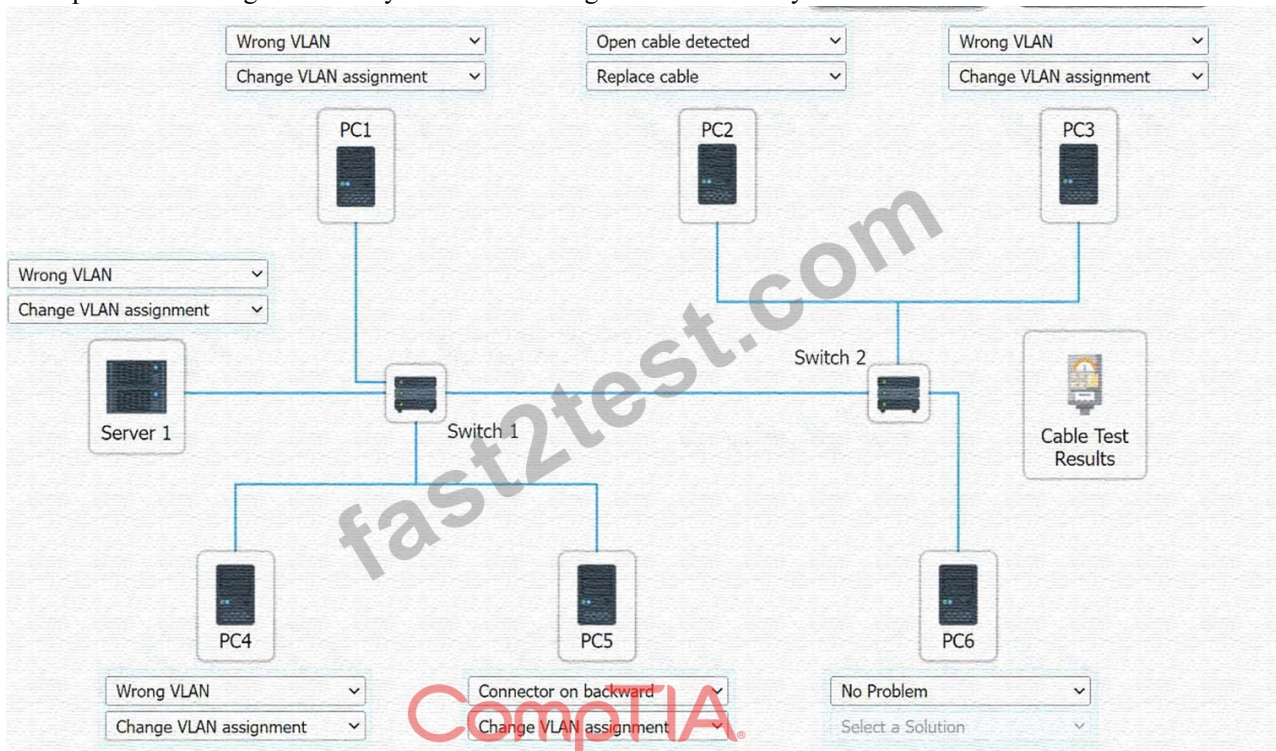 Wrong VLAN
Change VLAN assignment
PC1
Open cable detected
Replace cable
PC2
Wrong VLAN
Change VLAN assignment
PC3
Wrong VLAN
Change VLAN assignment
Server 1
Switch 1
Switch 2
Cable Test
Results
PC4
Wrong VLAN
Change VLAN assignment
PC5
Connector on backward
Change VLAN assignment
PC6
No Problem
Select a Solution
fast2test.com
CompTIA.